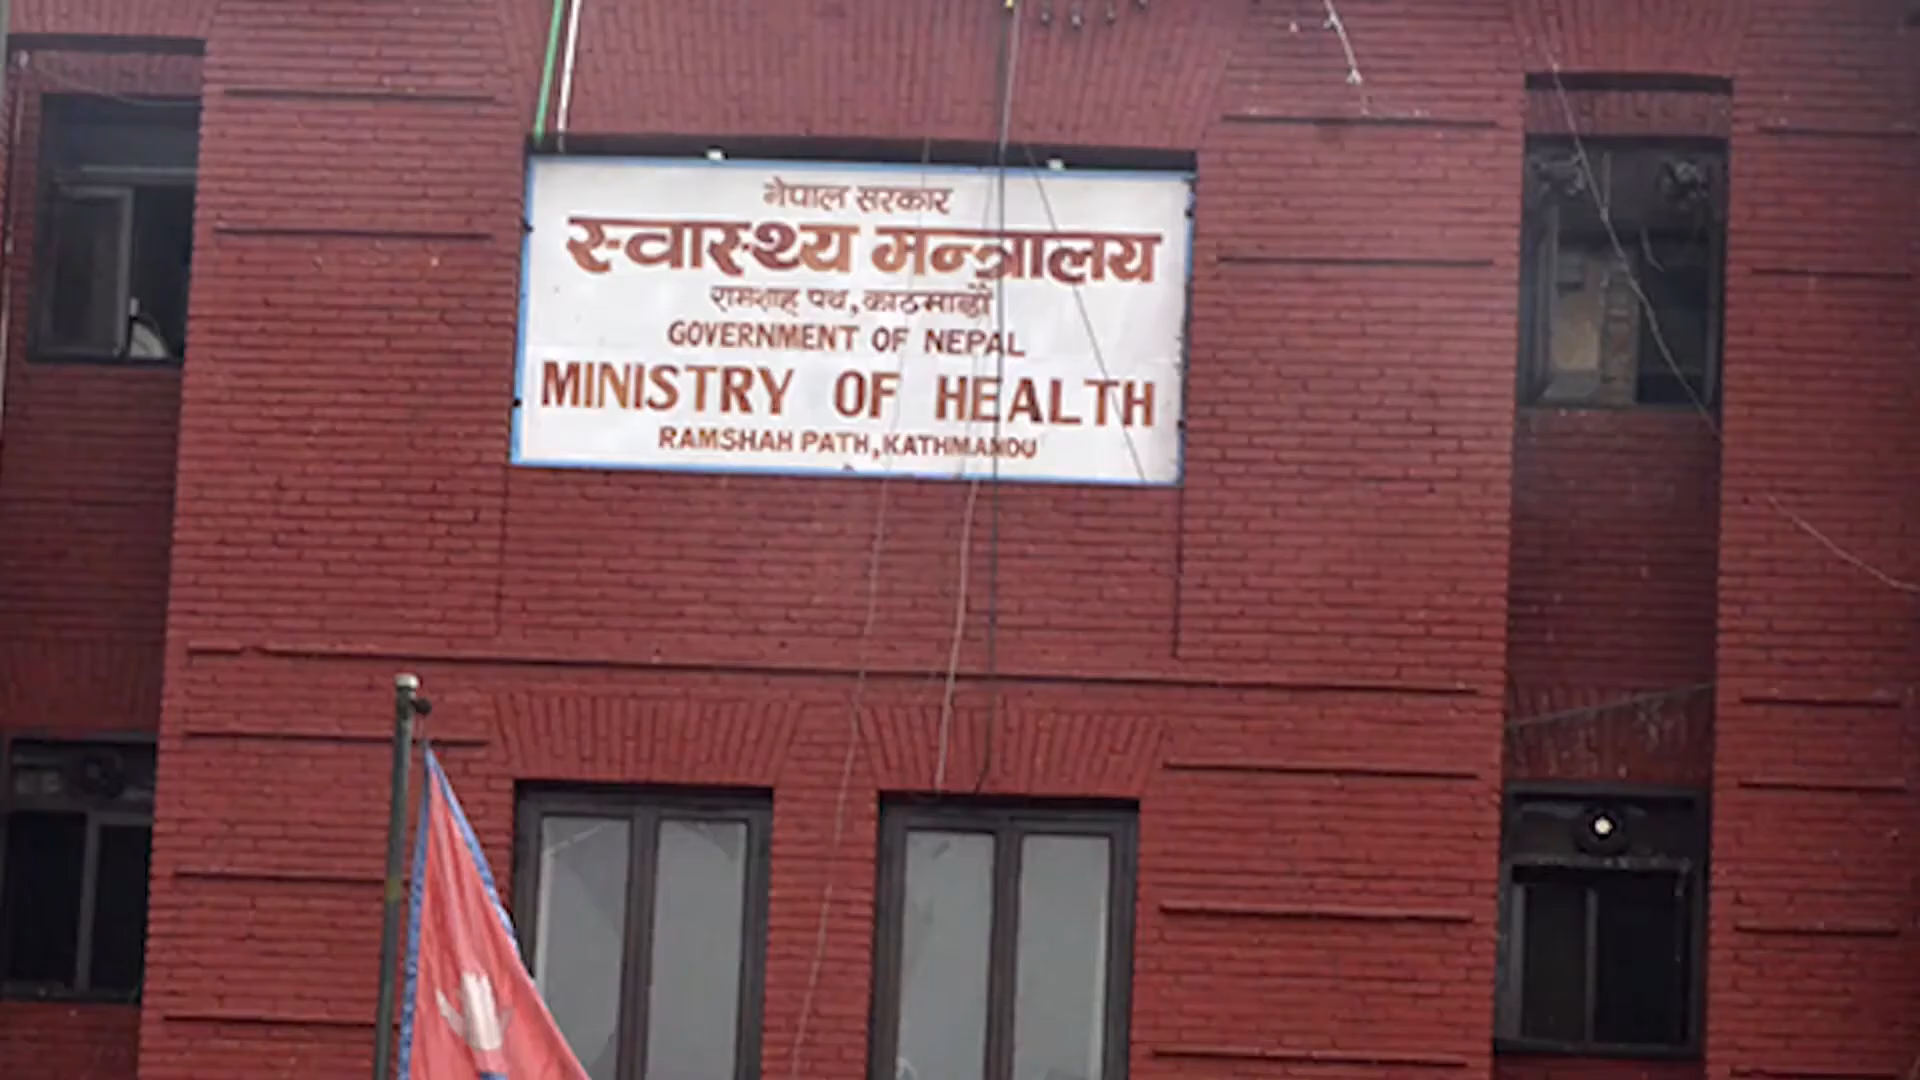 नेपाल सरकार
स्वास्थ्य मन्त्रालय
रामशाह पथ, काठमाडौं
GOVERNMENT OF NEPAL
MINISTRY OF HEALTH
RAMSHAH PATH, KATHMANDU